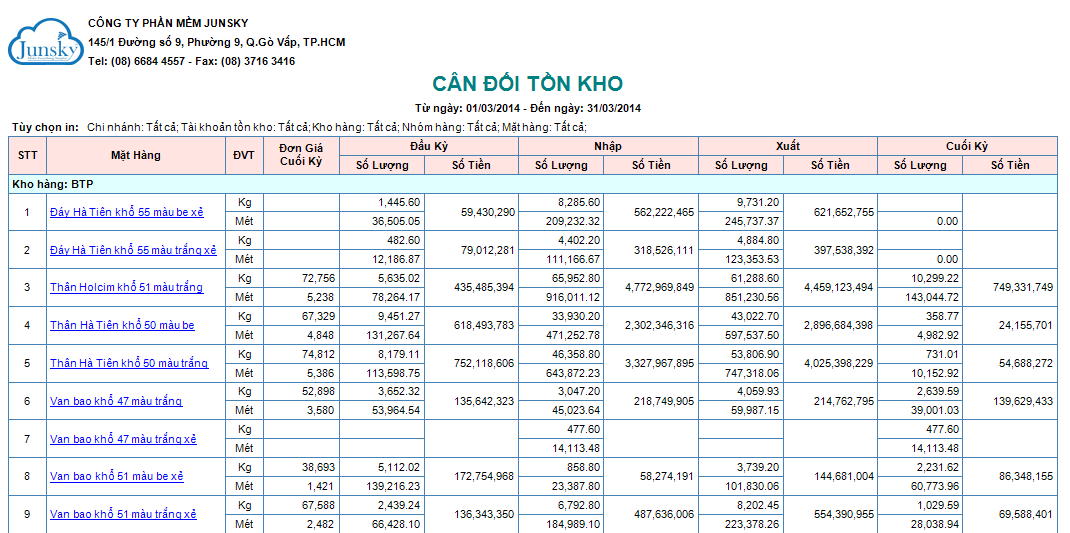 Junsky
CÔNG TY PHẦN MỀM JUNSKY
145/1 Đường số 9, Phường 9, Q.Gò Vấp, TP.HCM
Tel: (08) 6684 4557 - Fax: (08) 3716 3416
CÂN ĐỐI TỒN KHO
Từ ngày: 01/03/2014 - Đến ngày: 31/03/2014
Tùy chọn in: Chi nhánh: Tất cả; Tài khoản tồn kho: Tất cả;Kho hàng: Tất cả; Nhóm hàng: Tất cả; Mặt hàng: Tất cả;
STT Mặt Hàng ĐVT Đơn Giá Cuối Kỳ Đầu Kỳ Nhập Xuất Cuối Kỳ
Số Lượng Số Tiền Số Lượng Số Tiền Số Lượng Số Tiền Số Lượng Số Tiền
Kho hàng: BTP
1 Đáy Hà Tiên khổ 55 màu be xẻ Kg 1,445.60 59,430,290 8,285.60 562,222,465 9,731.20 621,652,755
Mét 36,505.05 209,232.32 245,737.37 0.00
2 Đáy Hà Tiên khổ 55 màu trắng xẻ Kg 482.60 79,012,281 4,402.20 318,526,111 4,884.80 397,538,392
Mét 12,186.87 111,166.67 123,353.53 0.00
3 Thân Holcim khổ 51 màu trắng Kg 72,756 5,635.02 435,485,394 65,952.80 4,772,969,849 61,288.60 4,459,123,494 10,299.22 749,331,749
Mét 5,238 78,264.17 916,011.12 851,230.56 143,044.72
4 Thân Hà Tiên khổ 50 màu be Kg 67,329 9,451.27 618,493,783 33,930.20 2,302,346,316 43,022.70 2,896,684,398 358.77 24,155,701
Mét 4,848 131,267.64 471,252.78 597,537.50 4,982.92
5 Thân Hà Tiên khổ 50 màu trắng Kg 74,812 8,179.11 752,118,606 46,358.80 3,327,967,895 53,806.90 4,025,398,229 731.01 54,688,272
Mét 5,386 113,598.75 643,872.23 747,318.06 10,152.92
6 Van bao khổ 47 màu trắng Kg 52,898 3,652.32 135,642,323 3,047.20 218,749,905 4,059.93 214,762,795 2,639.59 139,629,433
Mét 3,580 53,964.54 45,023.64 59,987.15 39,001.03
7 Van bao khổ 47 màu trắng xẻ Kg 477.60 477.60
Mét 14,113.48 14,113.48
8 Van bao khổ 51 màu be xẻ Kg 38,693 5,112.02 172,754,968 858.80 58,274,191 3,739.20 144,681,004 2,231.62 86,348,155
Mét 1,421 139,216.23 23,387.80 101,830.06 60,773.96
9 Van bao khổ 51 màu trắng xẻ Kg 67,588 2,439.24 136,343,350 6,792.80 487,636,006 8,202.45 554,390,955 1,029.59 69,588,401
Mét 2,482 66,428.10 184,989.10 223,378.26 28,038.94